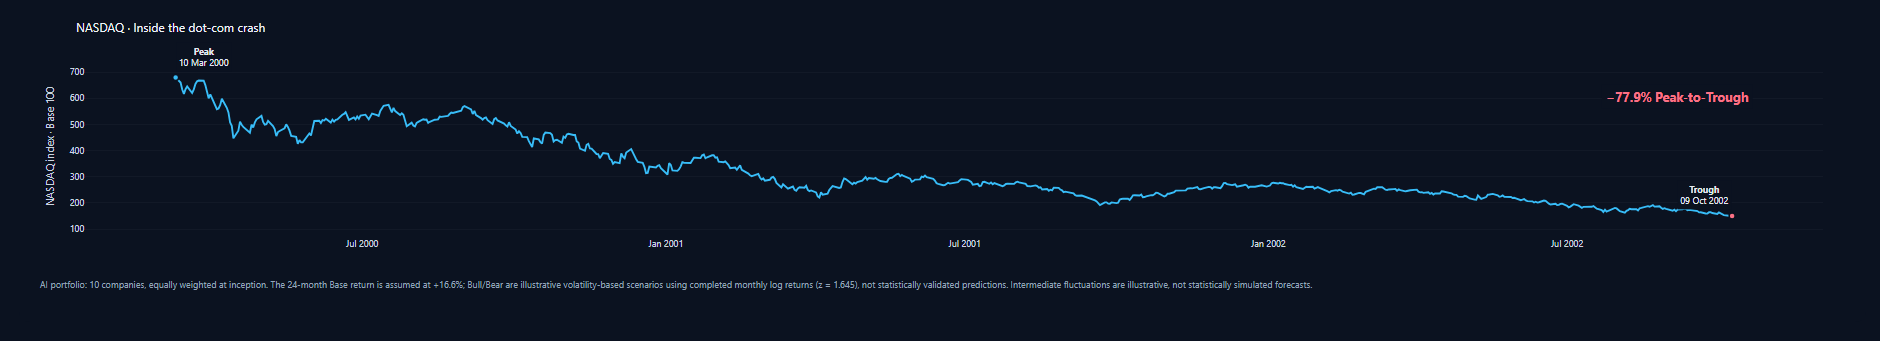 NASDAQ · Inside the dot-com crash
Peak
10 Mar 2000
NASDAQ index · Base 100
700
600
500
400
300
200
100
−77.9% Peak-to-Trough
Trough
09 Oct 2002
Jul 2000
Jan 2001
Jul 2001
Jan 2002
Jul 2002
AI portfolio: 10 companies, equally weighted at inception. The 24-month Base return is assumed at +16.6%; Bull/Bear are illustrative volatility-based scenarios using completed monthly log returns (z = 1.645), not statistically validated predictions. Intermediate fluctuations are illustrative, not statistically simulated forecasts.